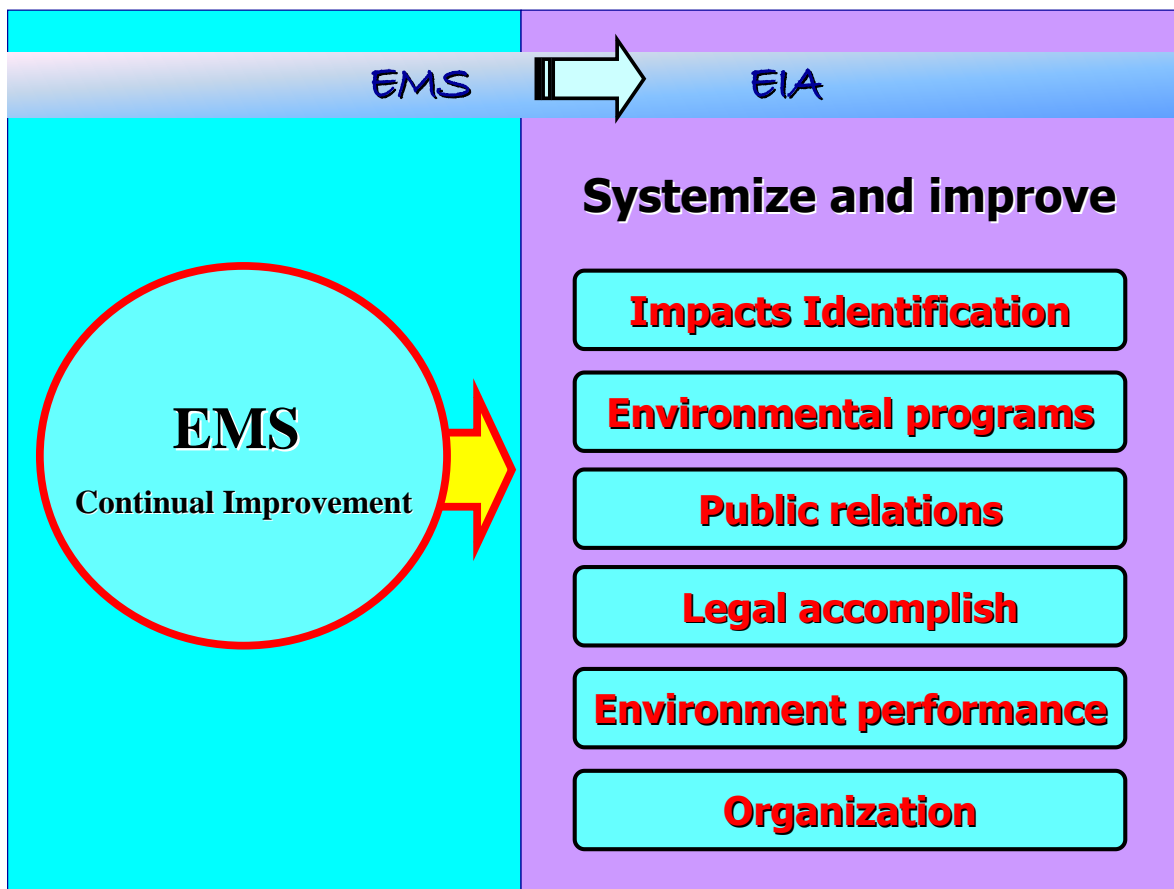 EMS EIA
Systemize and improve
EMS
Continual Improvement
Impacts Identification
Environmental programs
Public relations
Legal accomplish
Environment performance
Organization